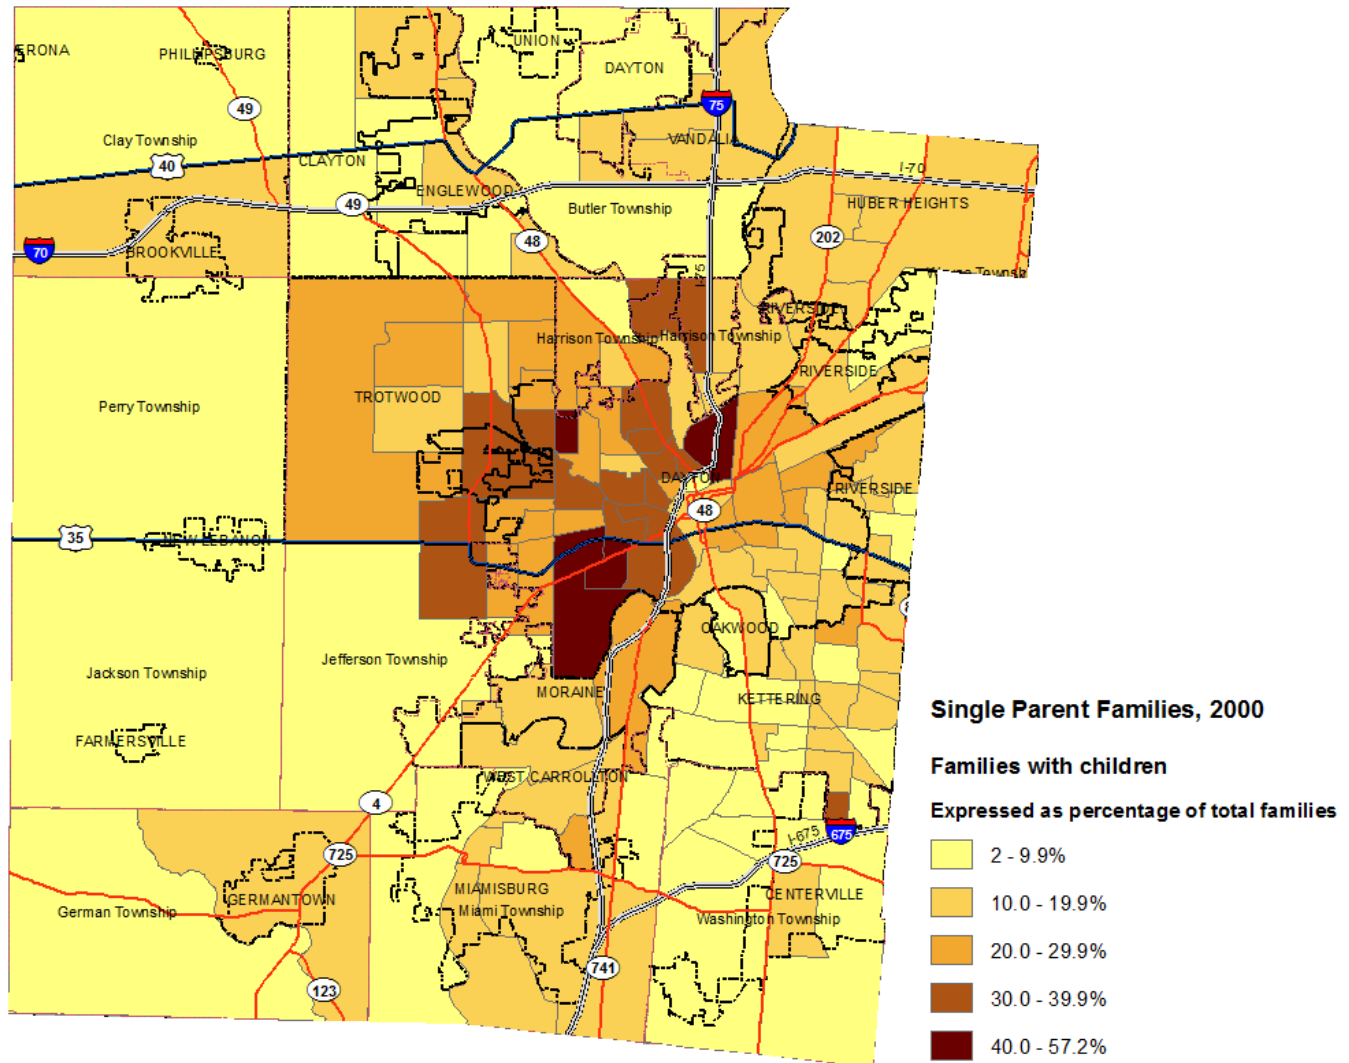 ERONA
PHILLIPSBURG
UNION
DAYTON
49
75
Clay Township
40
CLAYTON
VANDALIA
I-70
ENGLEWOOD
49
Butler Township
HUBER HEIGHTS
70
BROOKVILLE
48
202
I-75
Townsh
RIVERSIDE
Harrison Township
Harrison Township
RIVERSIDE
TROTWOOD
Perry Township
DAYTON
RIVERSIDE
48
35
NEW LEBANON
OAKWOOD
Jefferson Township
Jackson Township
MORAINE
KETTERING
FARMERSVILLE
WEST CARROLLTON
4
I-675
675
725
725
MIAMISBURG
CENTERVILLE
GERMANTOWN
German Township
Miami Township
Washington Township
741
123
Single Parent Families, 2000
Families with children
Expressed as percentage of total families
2 - 9.9%
10.0 - 19.9%
20.0 - 29.9%
30.0 - 39.9%
40.0 - 57.2%